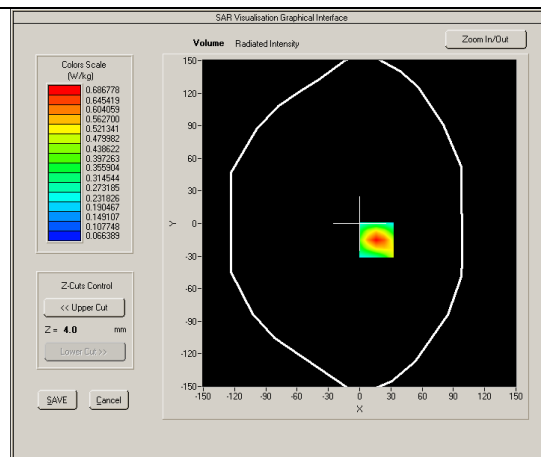 SAR Visualisation Graphical Interface
Volume Radiated Intensity
Zoom In/Out
Colors Scale
(W/kg)
0.686778
0.645419
0.604059
0.562700
0.521341
0.479982
0.438622
0.397263
0.355904
0.314544
0.273185
0.231826
0.190467
0.149107
0.107748
0.066389
Z-Cuts Control
<< Upper Cut
Z = 4.0 mm
Lower Cut >>
SAVE
Cancel
150
120
90
60
30
0
-30
-60
-90
-120
-150
Y
-150 -120 -90 -60 -30 0 30 60 90 120 150
X